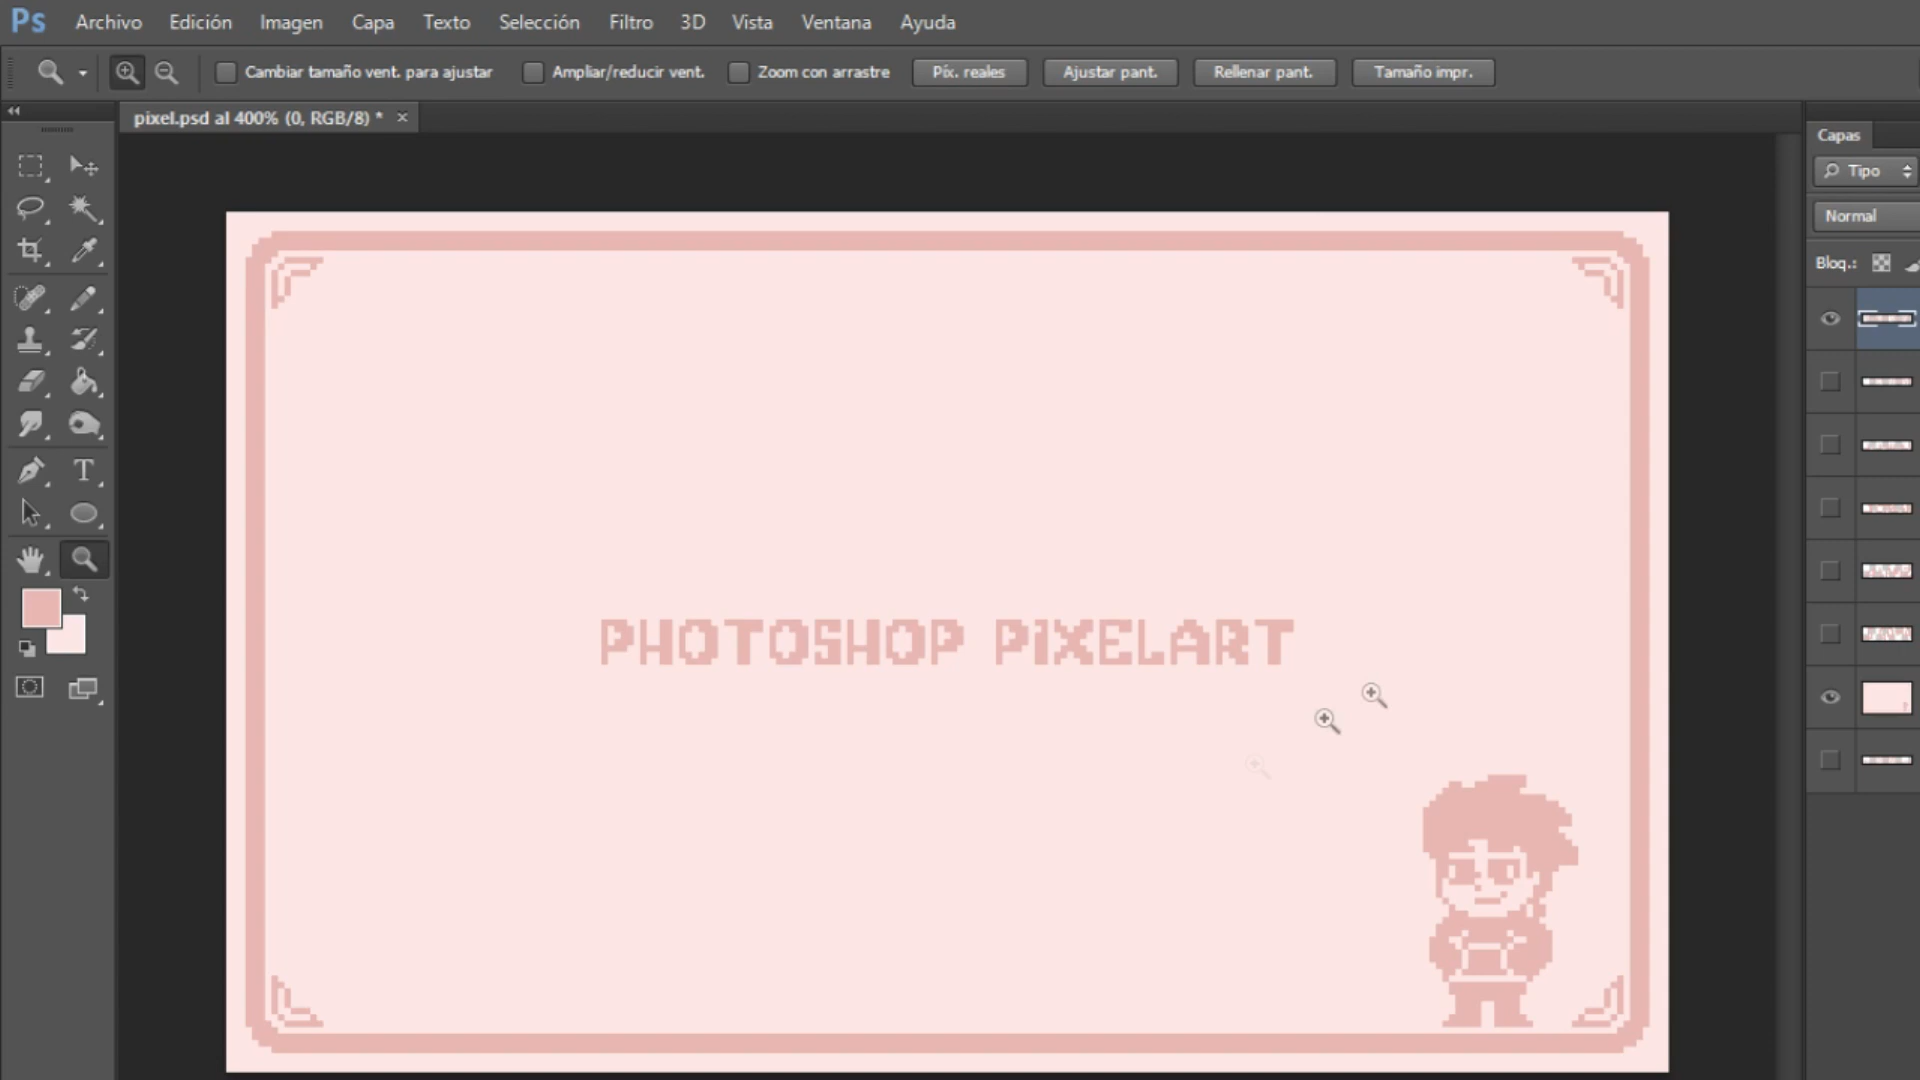 Ps Archivo Edición Imagen Capa Texto Selección Filtro 3D Vista Ventana Ayuda
Cambiar tamaño vent. para ajustar Ampliar/reducir vent. Zoom con arrastre Píx. reales Ajustar pant. Rellenar pant. Tamaño impr.
pixel.psd al 400% (0, RGB/8) * ×
Capas
Tipo
Normal
Bloq.:
T
PHOTOSHOP PIXELART